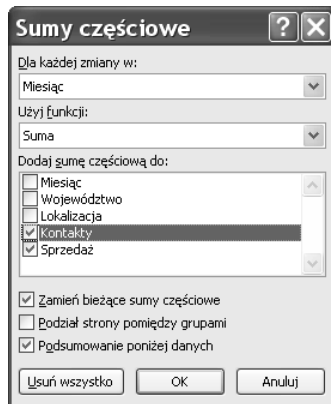 Sumy częściowe
Dla każdej zmiany w:
Miesiąc
Użyj funkcji:
Suma
Dodaj sumę częściową do:
Miesiąc
Województwo
Lokalizacja
Kontakty
Sprzedaż
Zamień bieżące sumy częściowe
Podział strony pomiędzy grupami
Podsumowanie poniżej danych
Usuń wszystko OK Anuluj